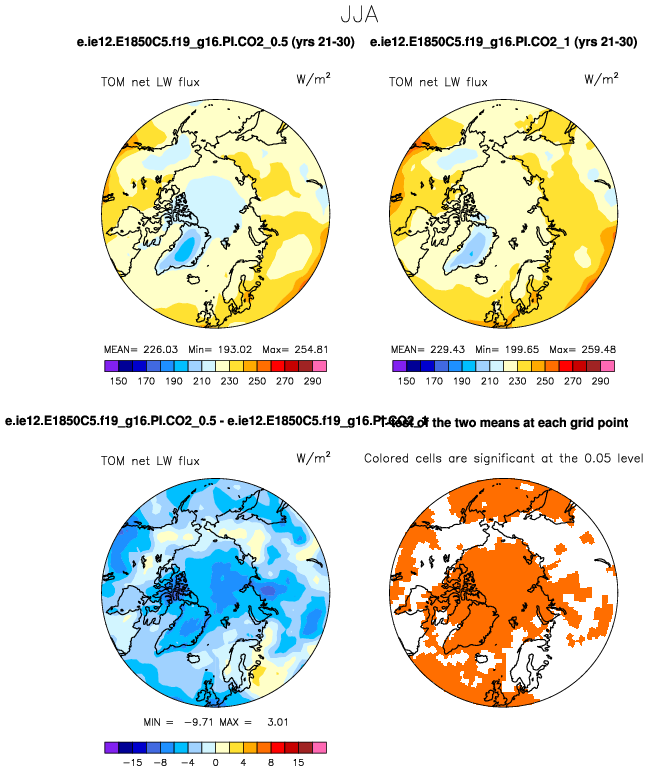 JJA
e.ie12.E1850C5.f19_g16.PI.CO2_0.5 (yrs 21-30)
e.ie12.E1850C5.f19_g16.PI.CO2_1 (yrs 21-30)
TOM net LW flux W/m²
TOM net LW flux W/m²
MEAN= 226.03 Min= 193.02 Max= 254.81
MEAN= 229.43 Min= 199.65 Max= 259.48
150 170 190 210 230 250 270 290
150 170 190 210 230 250 270 290
e.ie12.E1850C5.f19_g16.PI.CO2_0.5 - e.ie12.E1850C5.f19_g16.PI.CO2_1
T-test of the two means at each grid point
TOM net LW flux W/m²
Colored cells are significant at the 0.05 level
MIN = -9.71 MAX = 3.01
-15 -8 -4 0 4 8 15